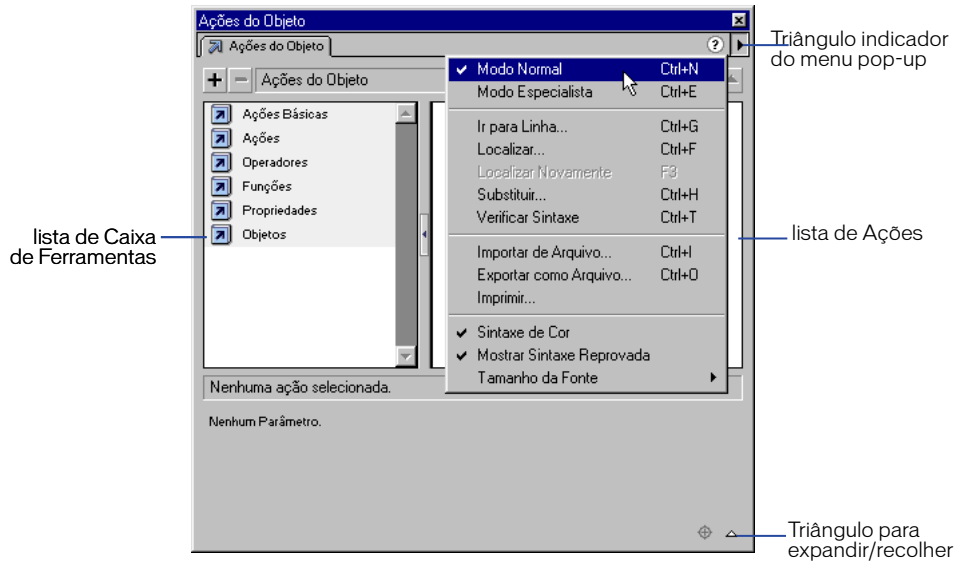 Ações do Objeto
Ações do Objeto
?
Triângulo indicador
do menu pop-up
Ações do Objeto
Modo Normal Ctrl+N
Modo Especialista Ctrl+E
Ir para Linha... Ctrl+G
Localizar... Ctrl+F
Localizar Novamente F3
Substituir... Ctrl+H
Verificar Sintaxe Ctrl+T
Importar de Arquivo... Ctrl+I
Exportar como Arquivo... Ctrl+O
Imprimir...
Sintaxe de Cor
Mostrar Sintaxe Reprovada
Tamanho da Fonte
Ações Básicas
Ações
Operadores
Funções
Propriedades
Objetos
lista de Caixa
de Ferramentas
lista de Ações
Nenhuma ação selecionada.
Nenhum Parâmetro.
Triângulo para
expandir/recolher